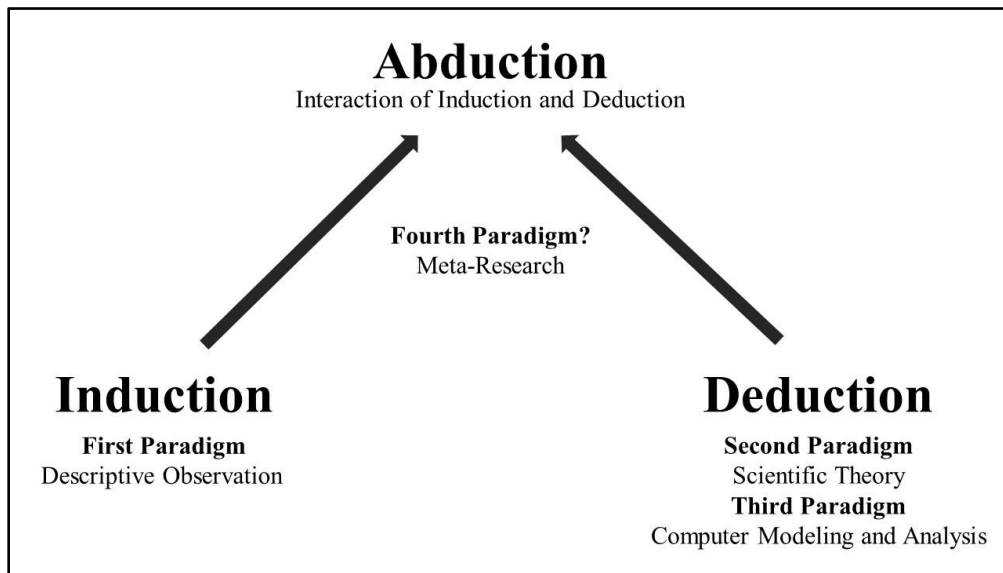 Abduction
Interaction of Induction and Deduction
Fourth Paradigm?
Meta-Research
Induction
First Paradigm
Descriptive Observation
Deduction
Second Paradigm
Scientific Theory
Third Paradigm
Computer Modeling and Analysis